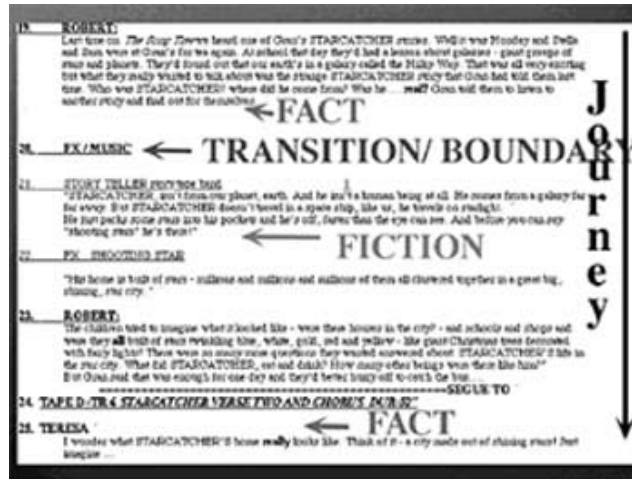 19. ROBERT:
Last time on The Soap Flowers heard one of Gran's STARCATCHER stories. Well it was Monday and Della
and Sam were at Gran's for tea again. At school that day they'd had a lesson about galaxies - giant groups of
stars and planets. They'd found out that our earth's in a galaxy called the Milky Way. That was all very exciting
but what they really wanted to talk about was the strange STARCATCHER story that Gran had told them last
time. Who was STARCATCHER? where did he come from? Was he .... real? Gran told them to listen to
another story and find out for themselves
FACT
20. FX / MUSIC TRANSITION/ BOUNDARY
21. STORY TELLER story tape
"STARCATCHER, isn't from our planet, earth. And he isn't a human being at all. He comes from a galaxy far
far away. But STARCATCHER doesn't travel in a space ship, like us, he travels on starlight.
He just packs some stars into his pocket and he's off, faster than the eye can see. And before you can say
"shooting stars" he's there!"
FICTION
22. FX SHOOTING STAR
"His home is built of stars - millions and millions and millions of them all clustered together in a great big,
shining, star city. "
23. ROBERT:
The children tried to imagine what it looked like - were there houses in the city? - and schools and shops and
were they all built of stars twinkling blue, white, gold, red and yellow - like giant Christmas trees decorated
with fairy lights? There were so many more questions they wanted answered about STARCATCHER'S life in
the star city. What did STARCATCHER, eat and drink? How many other beings were there like him?"
But Gran said that was enough for one day and they'd better hurry off to catch the bus....
SEGUE TO
24. TAPE D-/TR 6 STARCATCHER VERSE TWO AND CHORUS DUR:52"
25. TERESA FACT
I wonder what STARCATCHER'S home really looks like. Think of it - a city made out of shining stars! Just
imagine ...
Journey